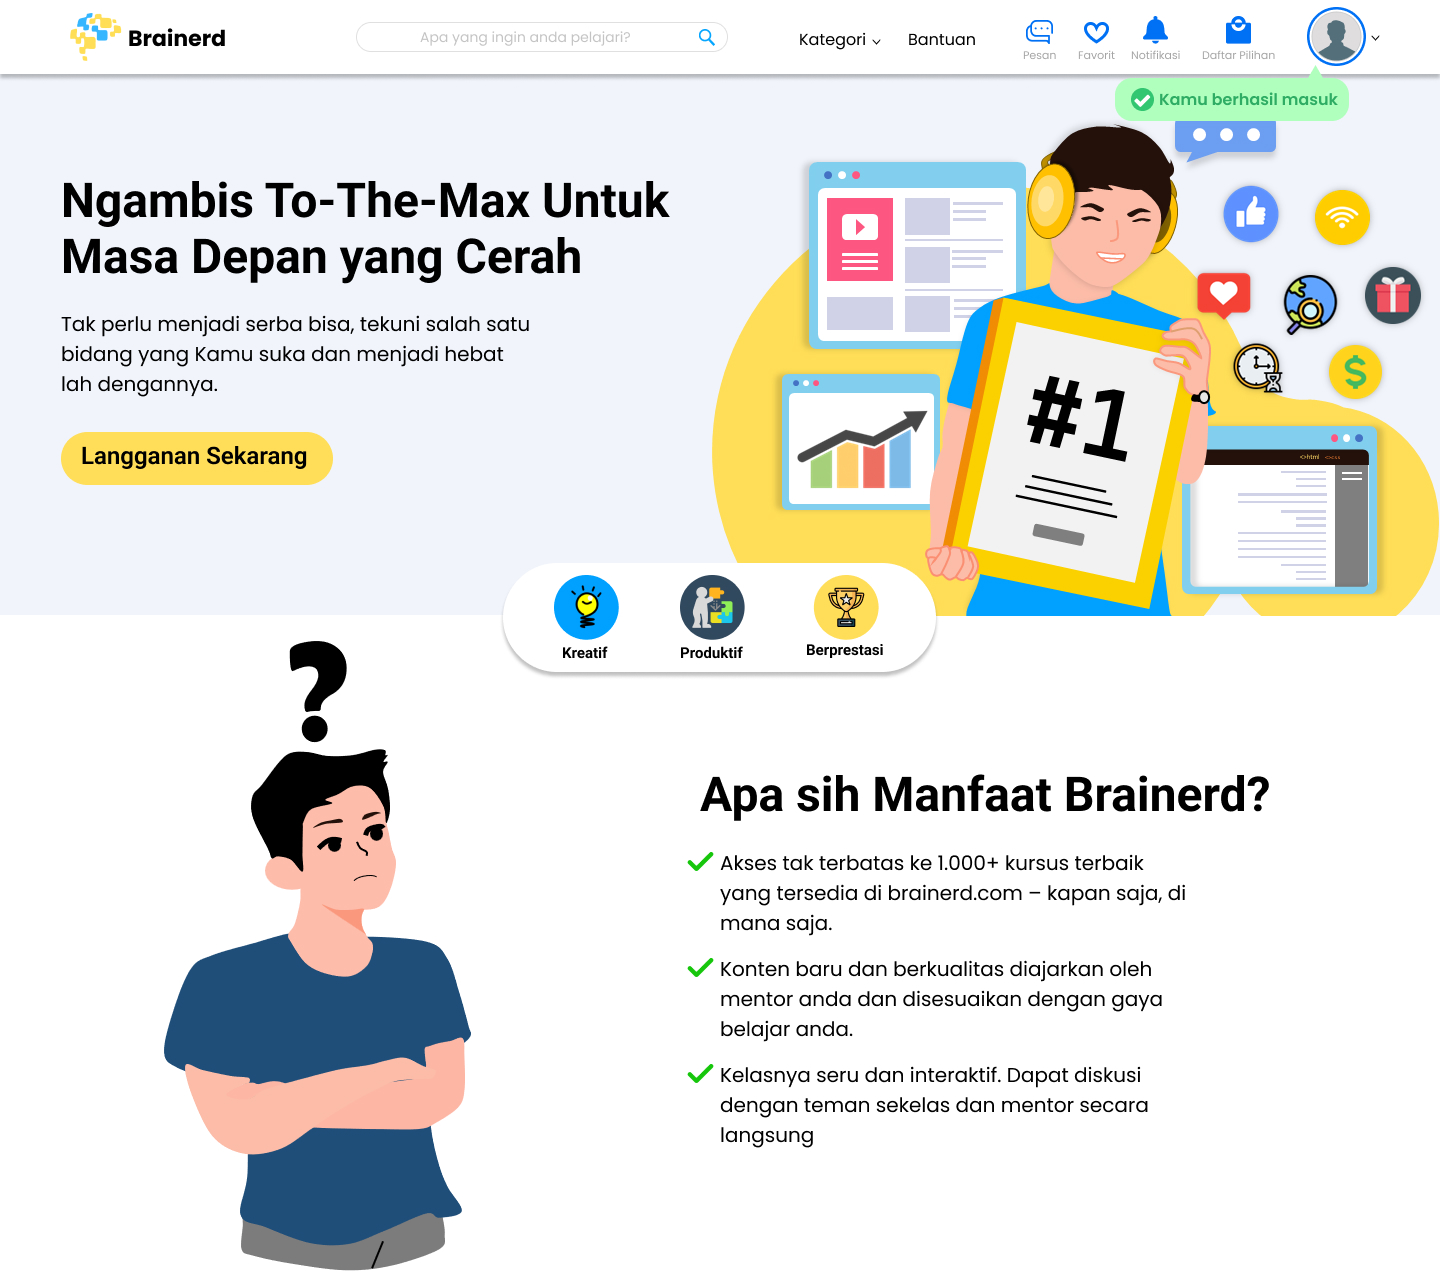 Brainerd
Apa yang ingin anda pelajari?
Kategori
Bantuan
Pesan
Favorit
Notifikasi
Daftar Pilihan
Kamu berhasil masuk
Ngambis To-The-Max Untuk
Masa Depan yang Cerah
Tak perlu menjadi serba bisa, tekuni salah satu
bidang yang Kamu suka dan menjadi hebat
lah dengannya.
Langganan Sekarang
#1
<>html
Kreatif
Produktif
Berprestasi
?
Apa sih Manfaat Brainerd?
Akses tak terbatas ke 1.000+ kursus terbaik
yang tersedia di brainerd.com – kapan saja, di
mana saja.
Konten baru dan berkualitas diajarkan oleh
mentor anda dan disesuaikan dengan gaya
belajar anda.
Kelasnya seru dan interaktif. Dapat diskusi
dengan teman sekelas dan mentor secara
langsung